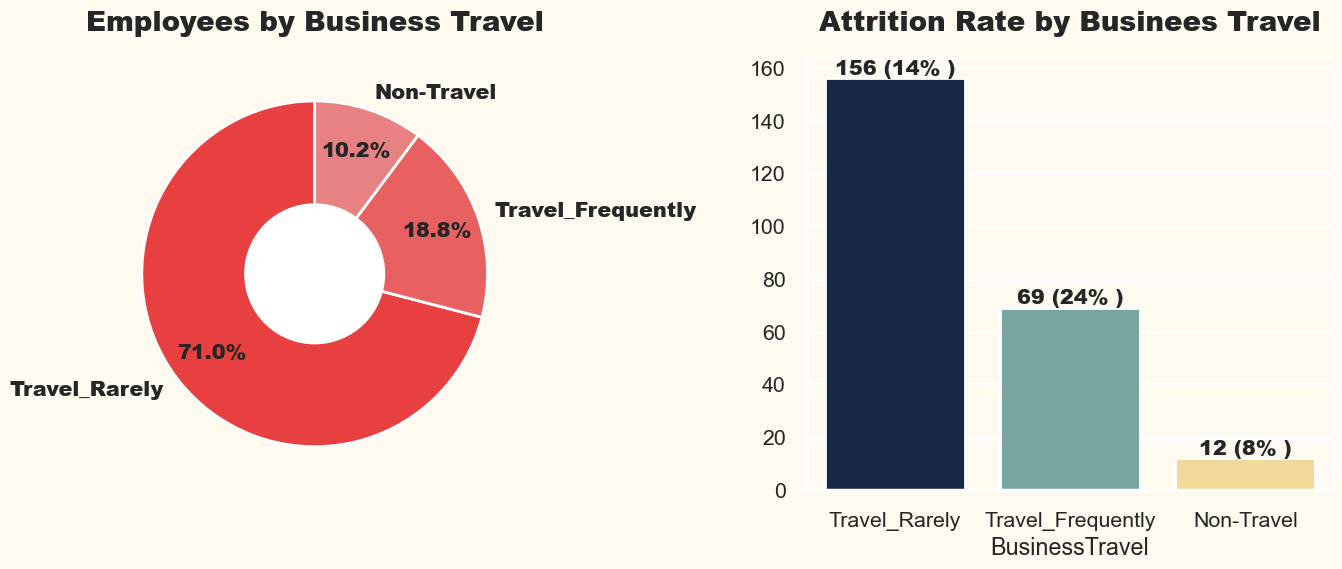 Employees by Business Travel
Non-Travel
10.2%
Travel_Frequently
18.8%
71.0%
Travel_Rarely
Attrition Rate by Businees Travel
160
140
120
100
80
60
40
20
0
156 (14% )
69 (24% )
12 (8% )
Travel_Rarely
Travel_Frequently
Non-Travel
BusinessTravel